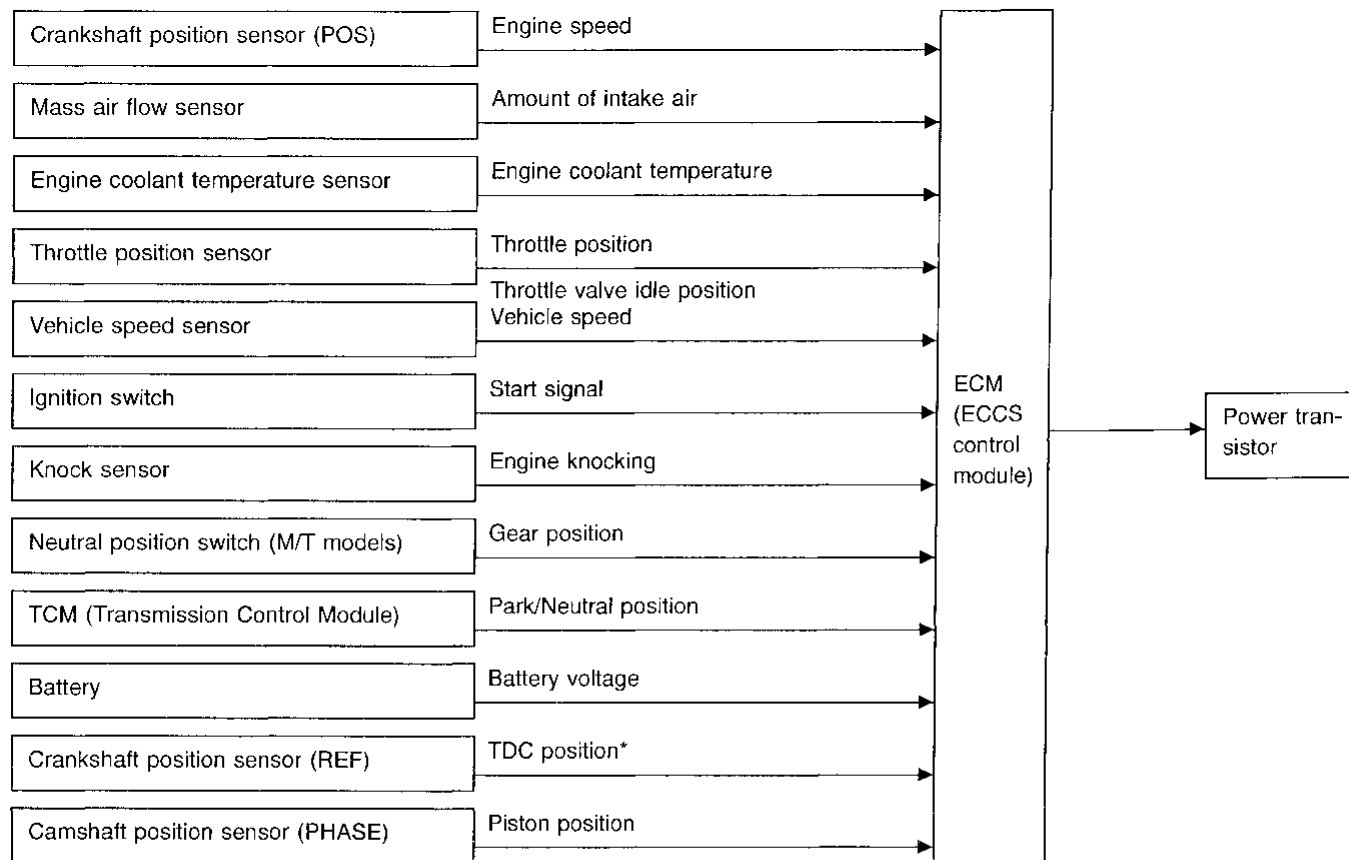 Crankshaft position sensor (POS)
Engine speed
Mass air flow sensor
Amount of intake air
Engine coolant temperature sensor
Engine coolant temperature
Throttle position sensor
Throttle position
Throttle valve idle position
Vehicle speed sensor
Vehicle speed
Ignition switch
Start signal
Knock sensor
Engine knocking
Neutral position switch (M/T models)
Gear position
TCM (Transmission Control Module)
Park/Neutral position
Battery
Battery voltage
Crankshaft position sensor (REF)
TDC position*
Camshaft position sensor (PHASE)
Piston position
ECM
(ECCS
control
module)
Power tran-
sistor